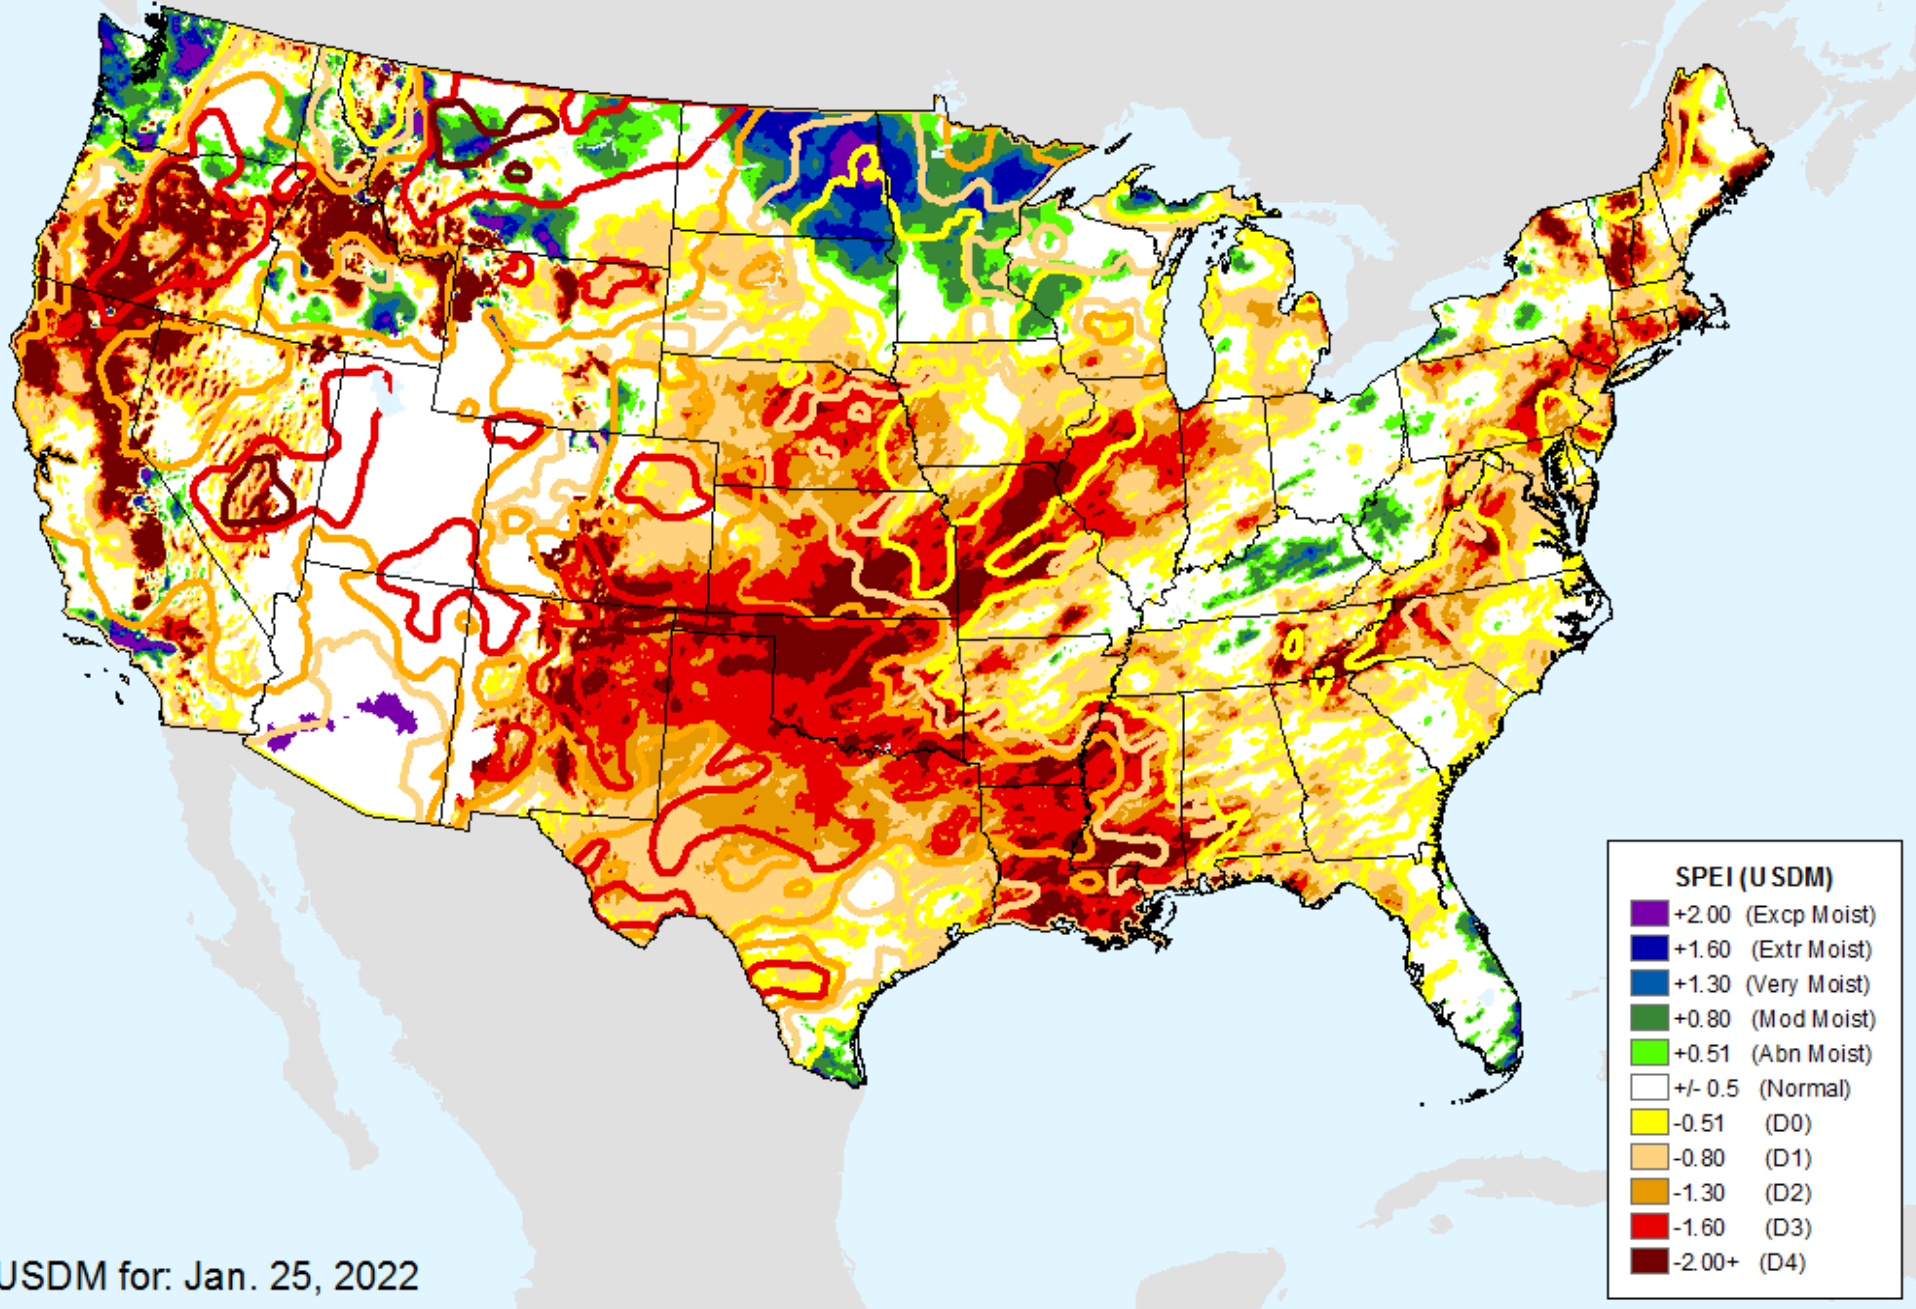 SPEI (USDM)
+2.00 (Excp Moist)
+1.60 (Extr Moist)
+1.30 (Very Moist)
+0.80 (Mod Moist)
+0.51 (Abn Moist)
+/- 0.5 (Normal)
-0.51 (D0)
-0.80 (D1)
-1.30 (D2)
-1.60 (D3)
-2.00+ (D4)
USDM for: Jan. 25, 2022